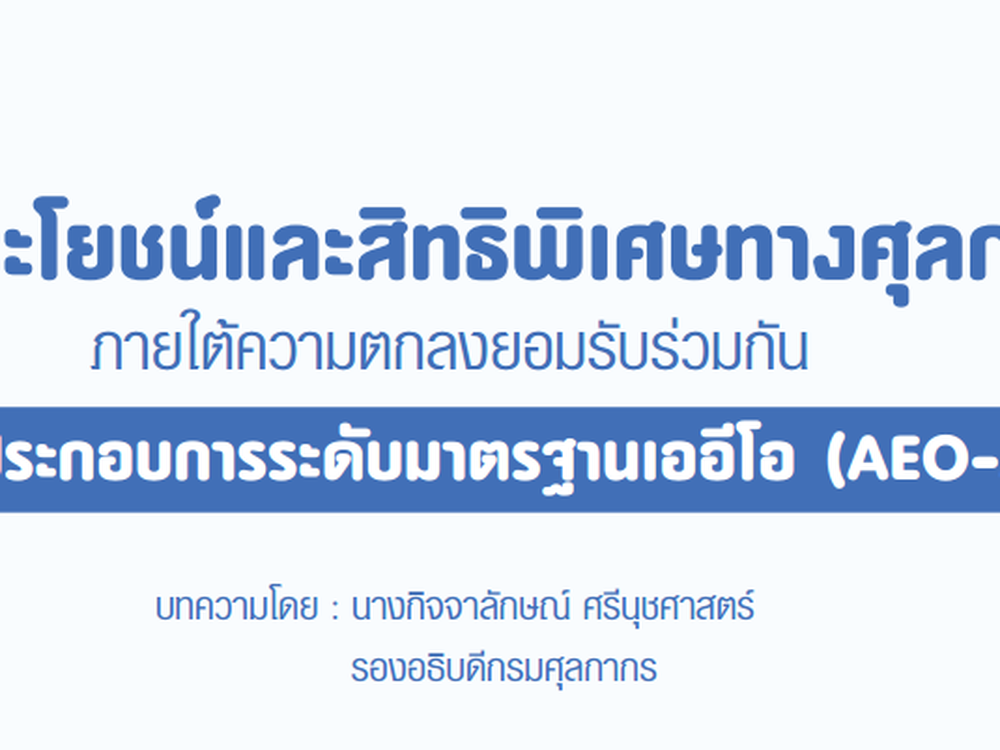 ะโยชน์และสิทธิพิเศษทางศุล
ภายใต้ความตกลงยอมรับร่วมกัน
ประกอบการระดับมาตรฐานเออีโอ (AEO-
บทความโดย : นางกิจจาลักษณ์ ศรีนุชศาสตร์
รองอธิบดีกรมศุลกากร